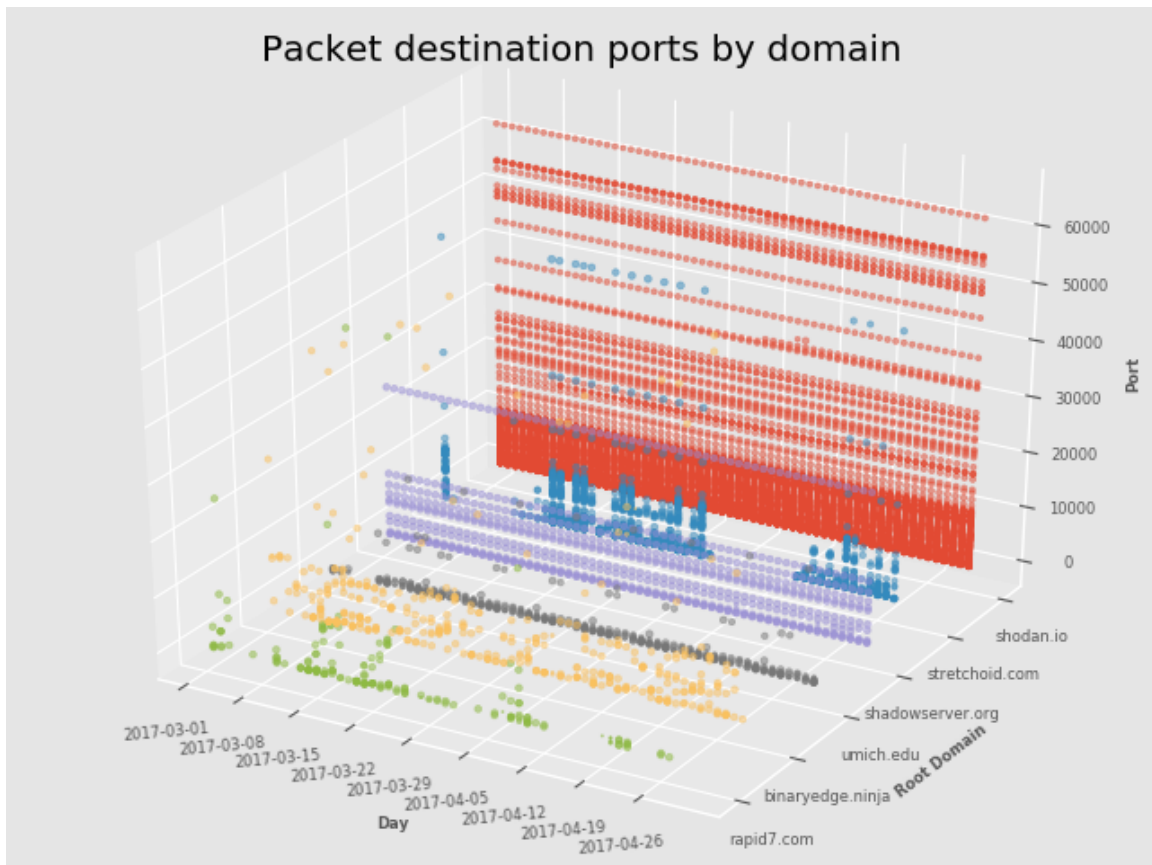 Packet destination ports by domain
60000
50000
40000
30000
20000
10000
0
Port
shodan.io
stretchoid.com
shadowserver.org
umich.edu
binaryedge.ninja
rapid7.com
Root Domain
2017-03-01
2017-03-08
2017-03-15
2017-03-22
2017-03-29
2017-04-05
2017-04-12
2017-04-19
2017-04-26
Day